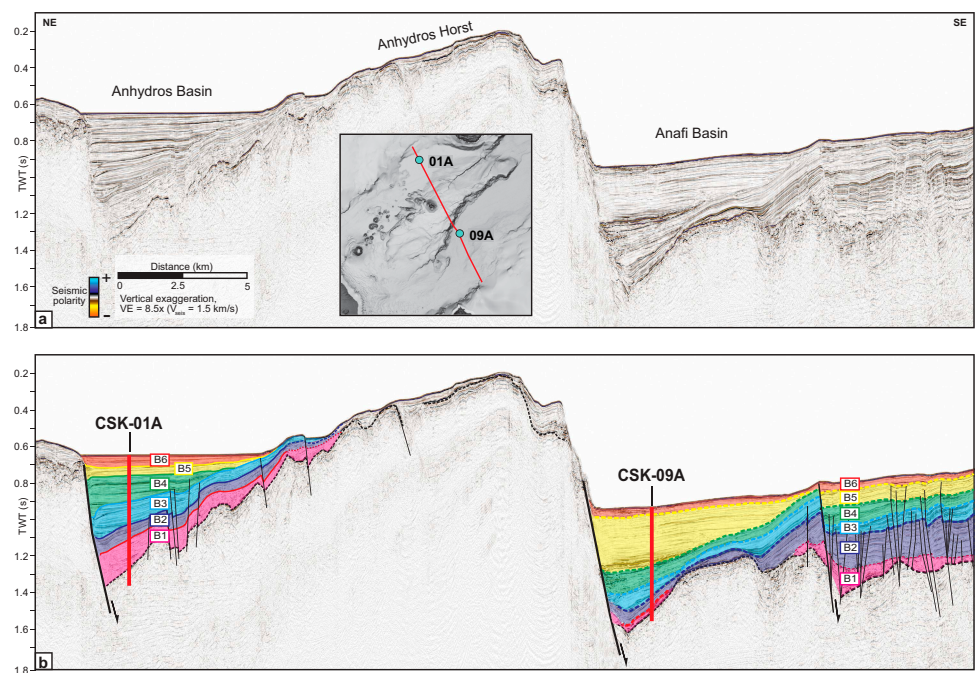 NE
SE
0.2
0.4
0.6
0.8
1.0
1.2
1.4
1.6
1.8
TWT (s)
Anhydros Basin
Anhydros Horst
Anafi Basin
01A
09A
Seismic
polarity
+
-
Distance (km)
0 2.5 5
Vertical exaggeration,
VE = 8.5x (Vseis = 1.5 km/s)
a
0.2
0.4
0.6
0.8
1.0
1.2
1.4
1.6
1.8
TWT (s)
CSK-01A
B6
B5
B4
B3
B2
B1
CSK-09A
B6
B5
B4
B3
B2
B1
b